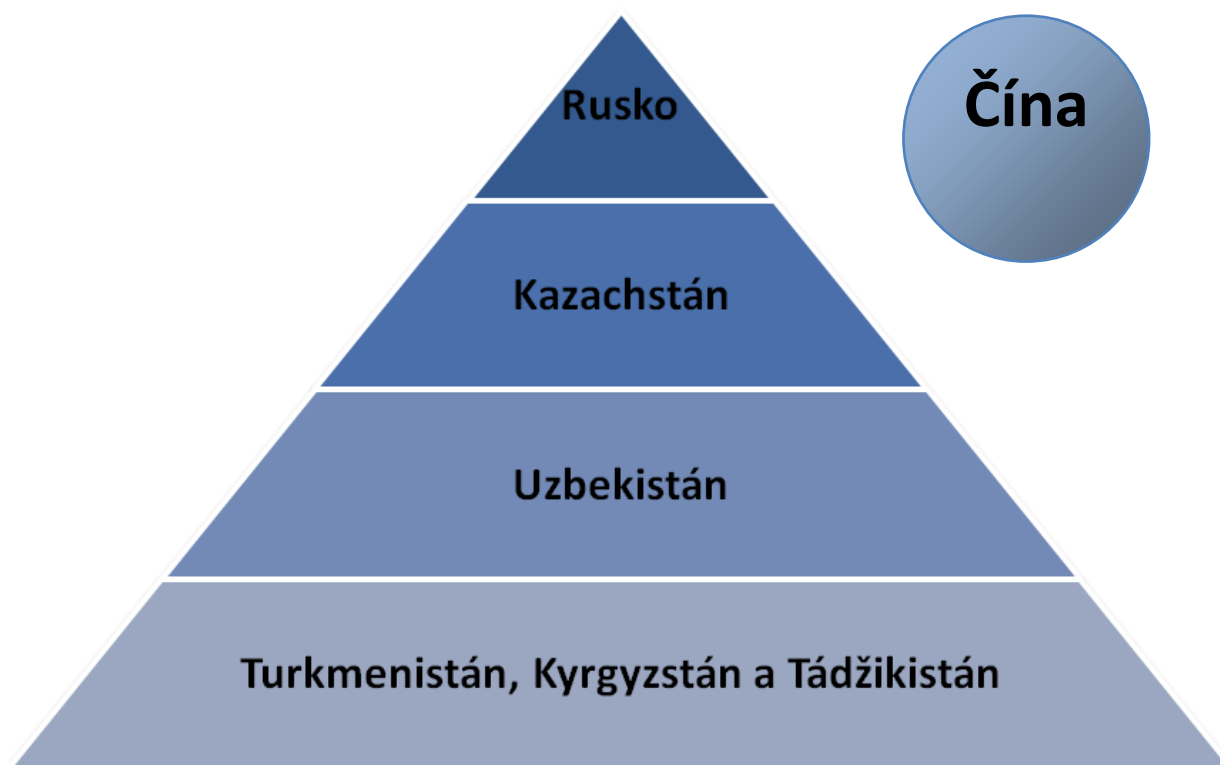 Rusko
Čína
Kazachstán
Uzbekistán
Turkmenistán, Kyrgyzstán a Tádžikistán